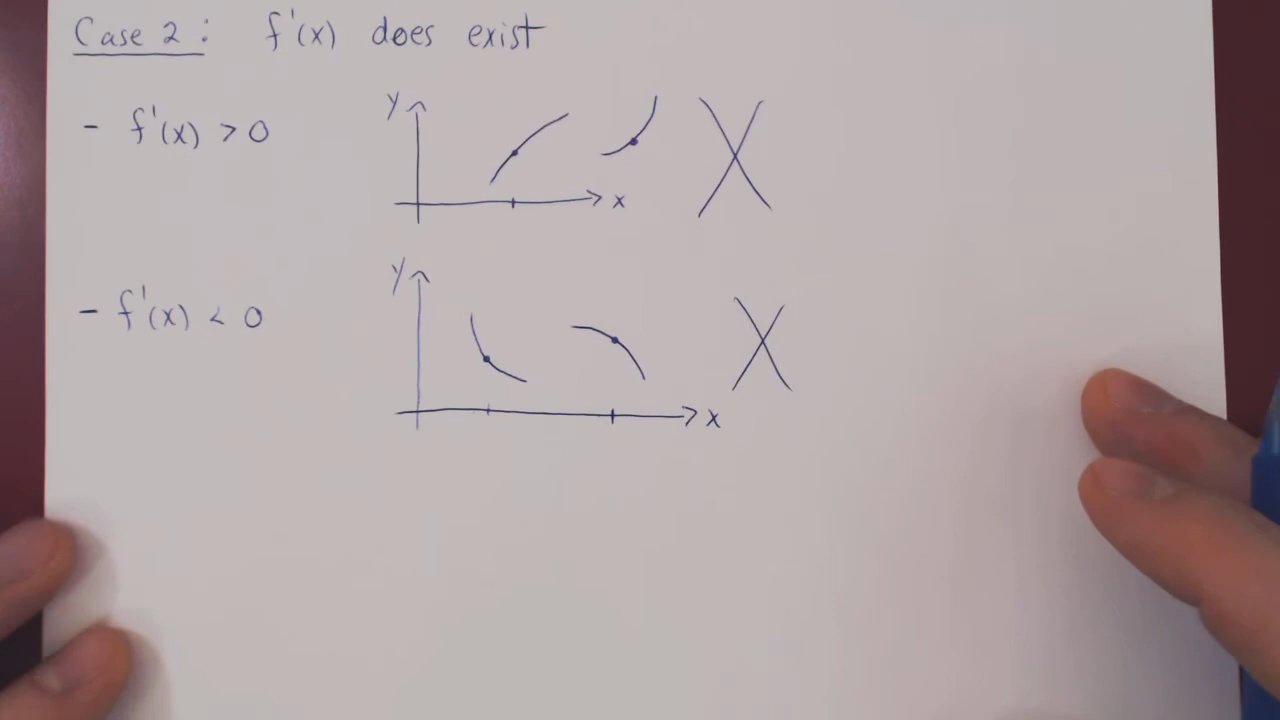 Case 2: f'(x) does exist
- f'(x) > 0
y
x
- f'(x) < 0
y
x